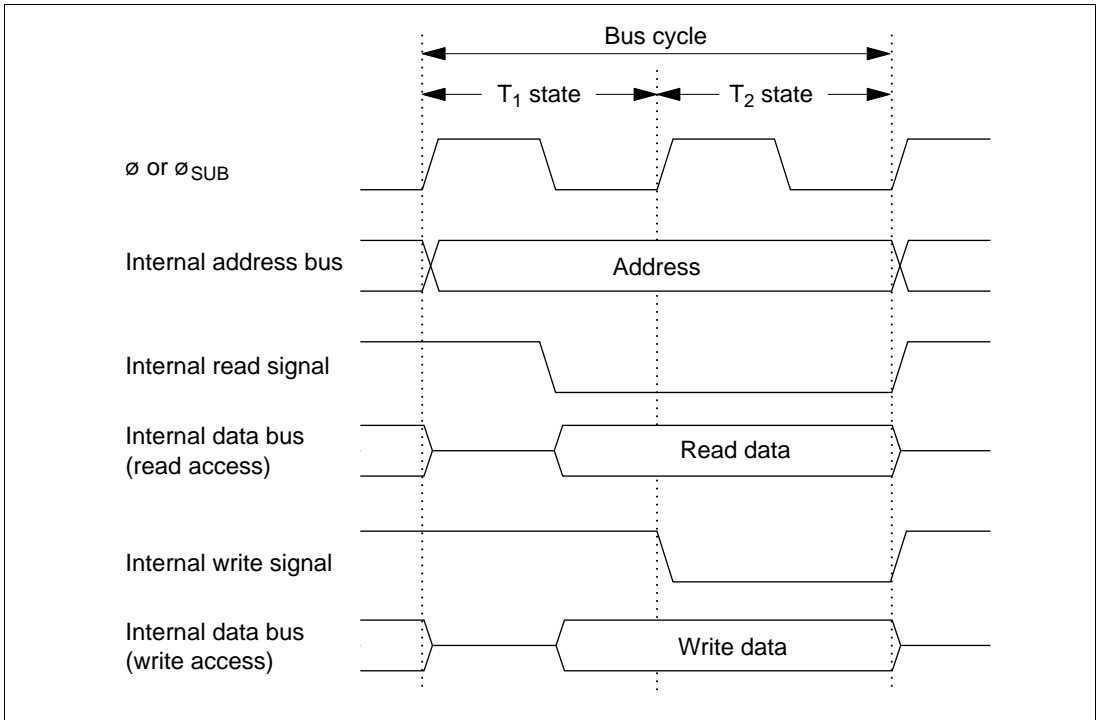 Bus cycle
T₁ state
T₂ state
ø or øSUB
Internal address bus
Address
Internal read signal
Internal data bus
(read access)
Read data
Internal write signal
Internal data bus
(write access)
Write data